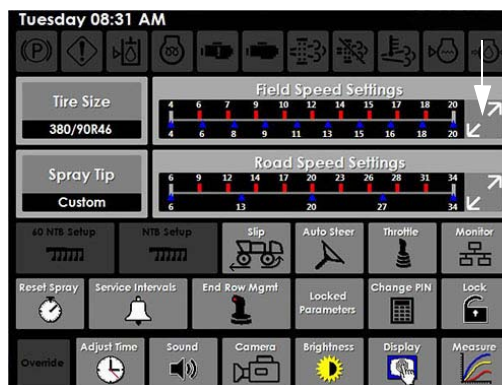 Tuesday 08:31 AM
(P)
Tire Size
380/90R46
Field Speed Settings
4 6 7 9 10 12 14 15 17 18 20
4 6 8 9 11 13 15 16 18 20
Spray Tip
Custom
Road Speed Settings
6 9 12 14 17 20 23 26 28 31 34
6 13 20 27 34
60 NTB Setup NTB Setup Slip Auto Steer Throttle Monitor
Reset Spray Service Intervals End Row Mgmt Locked Parameters Change PIN Lock
Override Adjust Time Sound Camera Brightness Display Measure